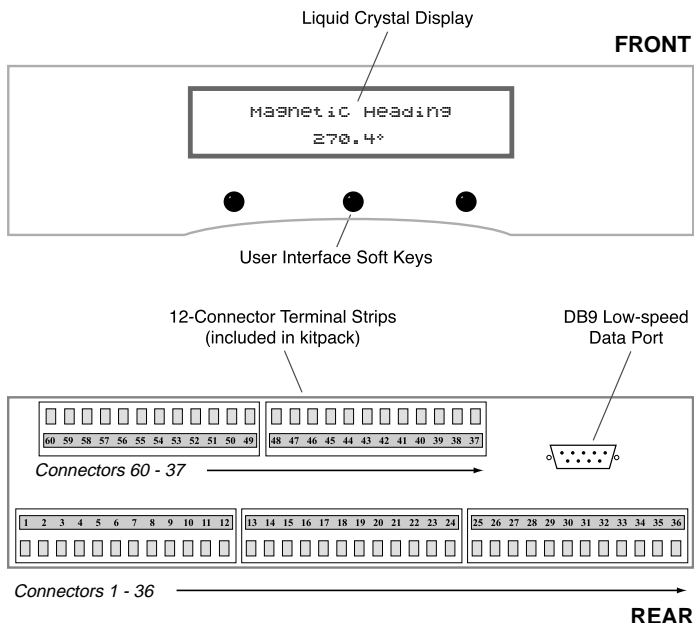 Liquid Crystal Display
FRONT
Magnetic Heading
270.4°
User Interface Soft Keys
12-Connector Terminal Strips
(included in kitpack)
DB9 Low-speed
Data Port
60 59 58 57 56 55 54 53 52 51 50 49 48 47 46 45 44 43 42 41 40 39 38 37
Connectors 60 - 37
1 2 3 4 5 6 7 8 9 10 11 12 13 14 15 16 17 18 19 20 21 22 23 24 25 26 27 28 29 30 31 32 33 34 35 36
Connectors 1 - 36
REAR